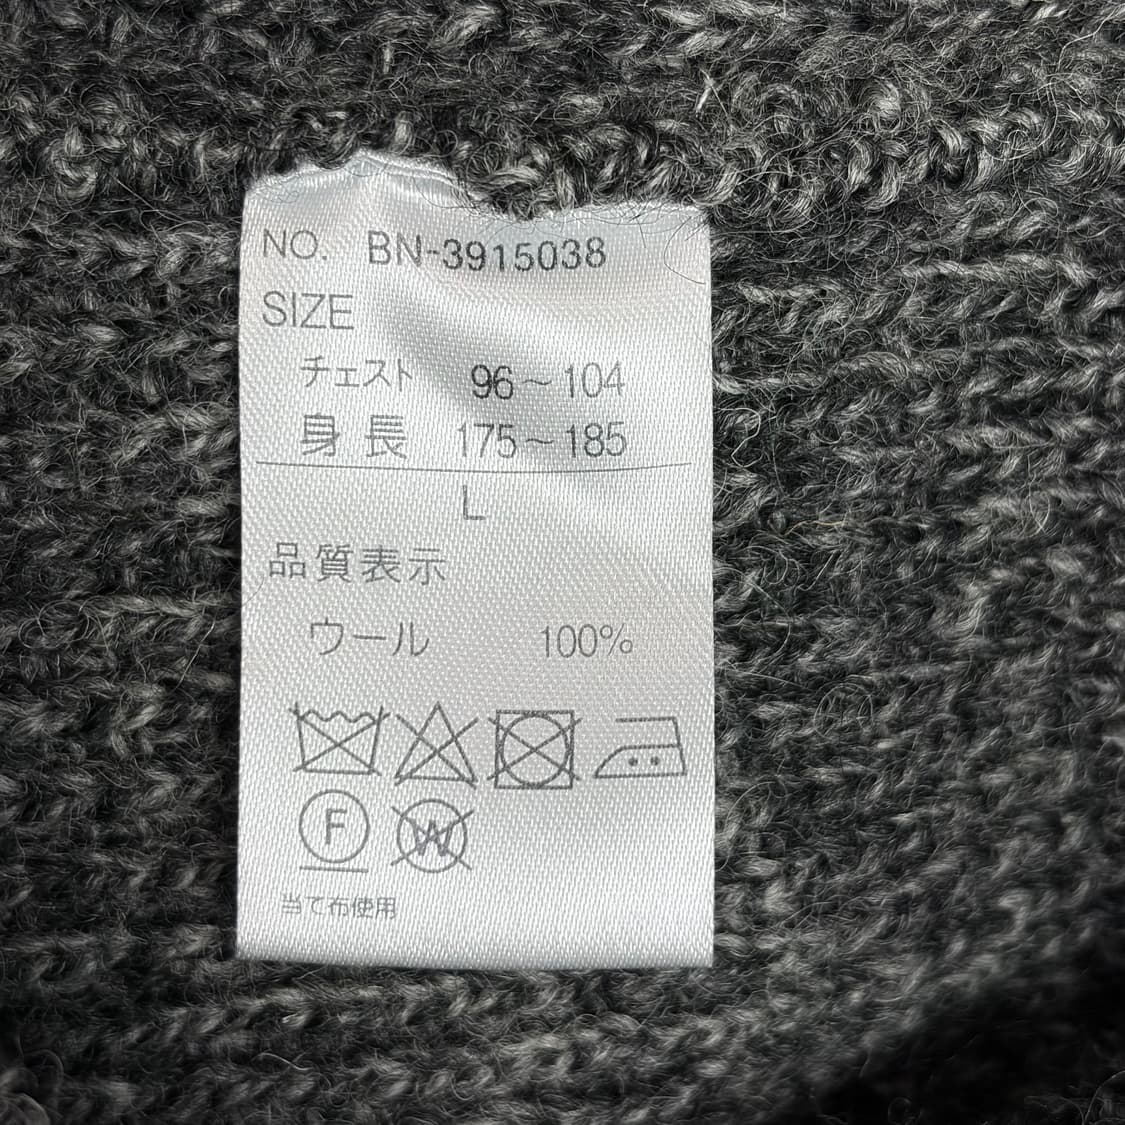 NO. BN-3915038
SIZE
チェスト 96～104
身長 175～185
L
品質表示
ウール 100%
F
W
当て布使用